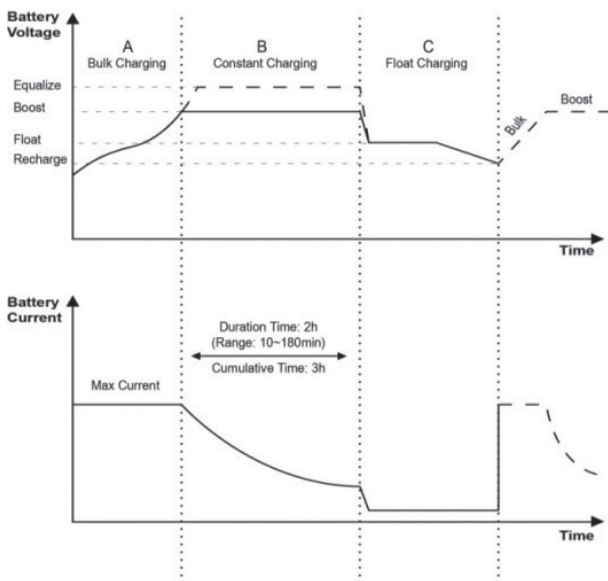 Battery
Voltage
A
B
C
Bulk Charging
Constant Charging
Float Charging
Equalize
Boost
Float
Recharge
Bulk
Boost
Time
Battery
Current
Duration Time: 2h
(Range: 10~180min)
Cumulative Time: 3h
Max Current
Time